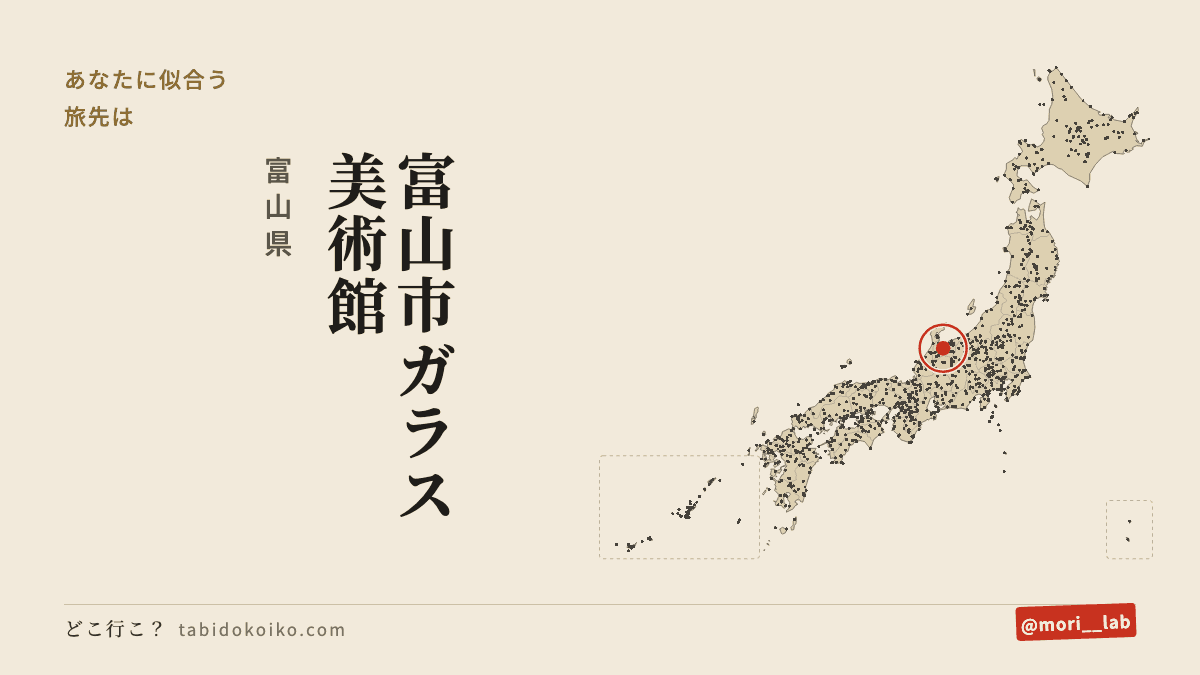 あなたに似合う
旅先は
富山市ガラス
美術館
富山県
どこ行こ？ tabidokoiko.com
@mori__lab